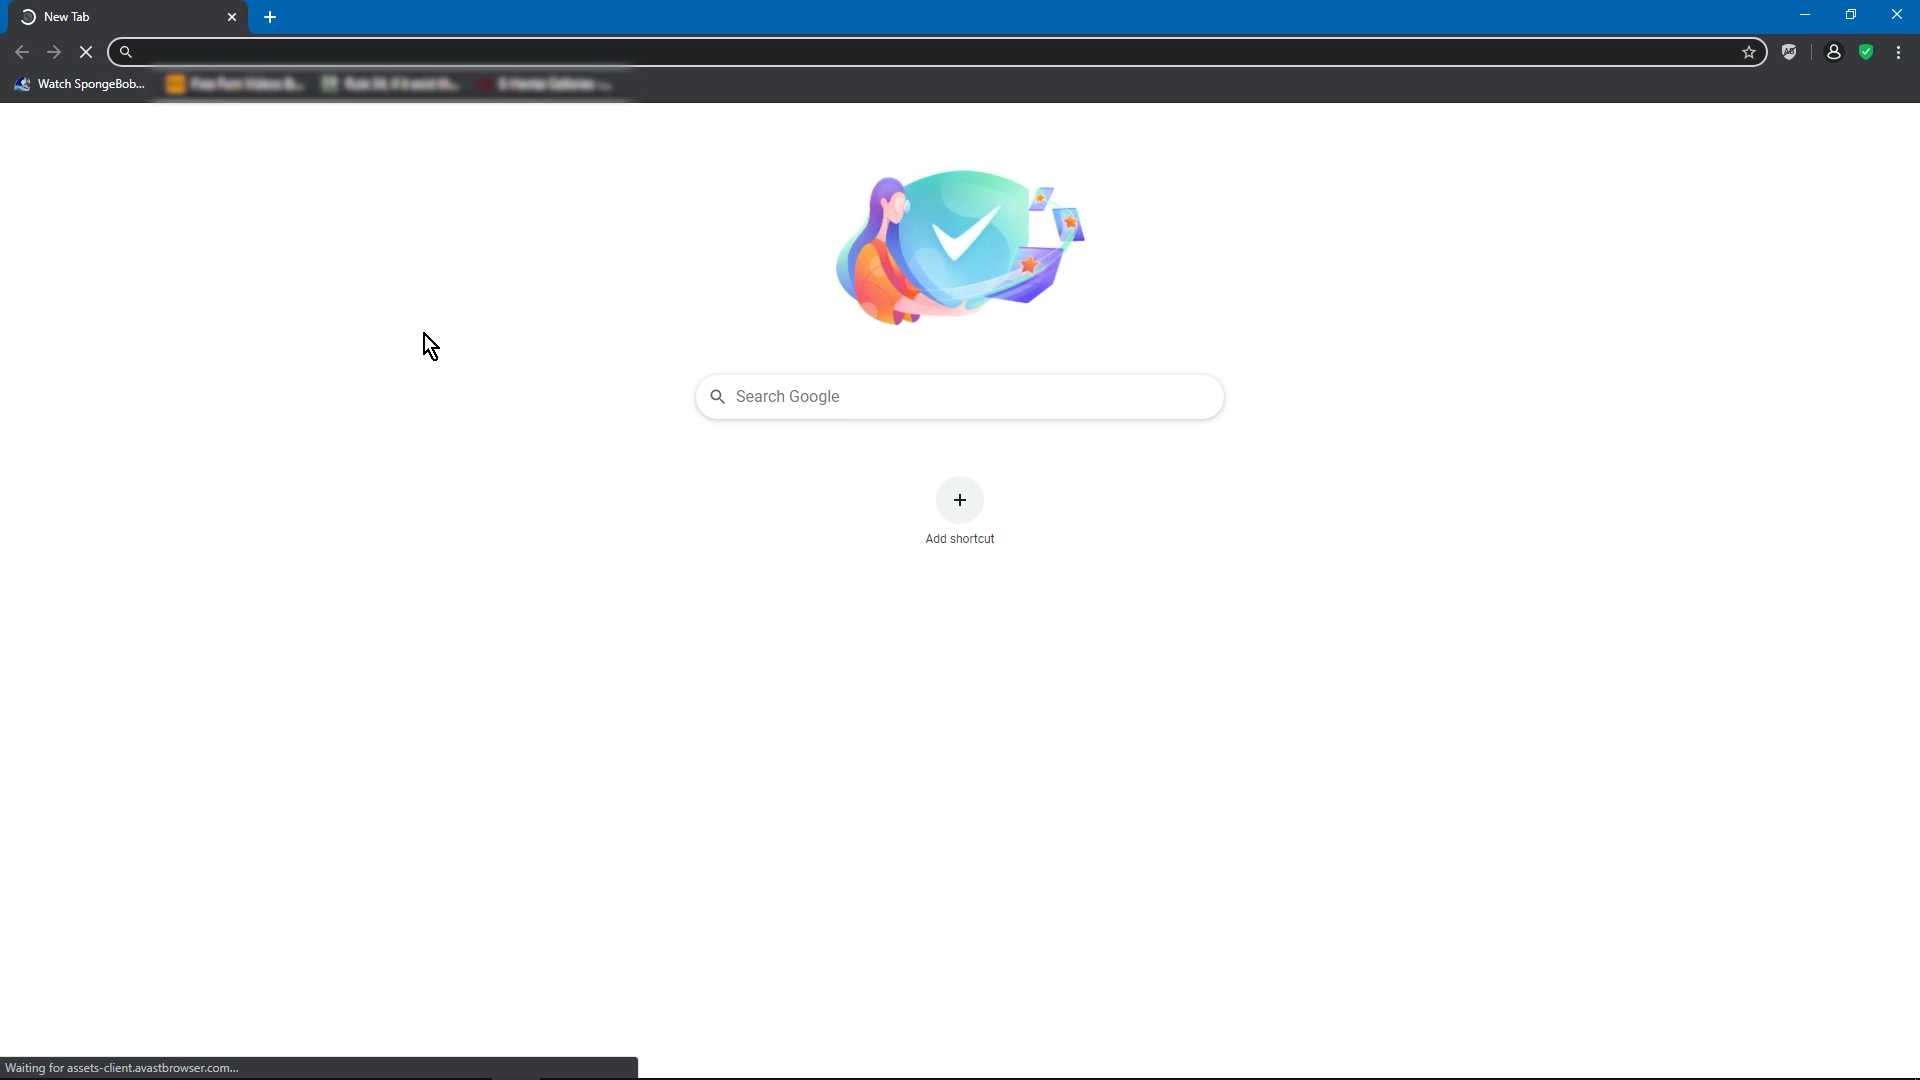 New Tab
Watch SpongeBob...
Search Google
Add shortcut
Waiting for assets-client.avastbrowser.com...